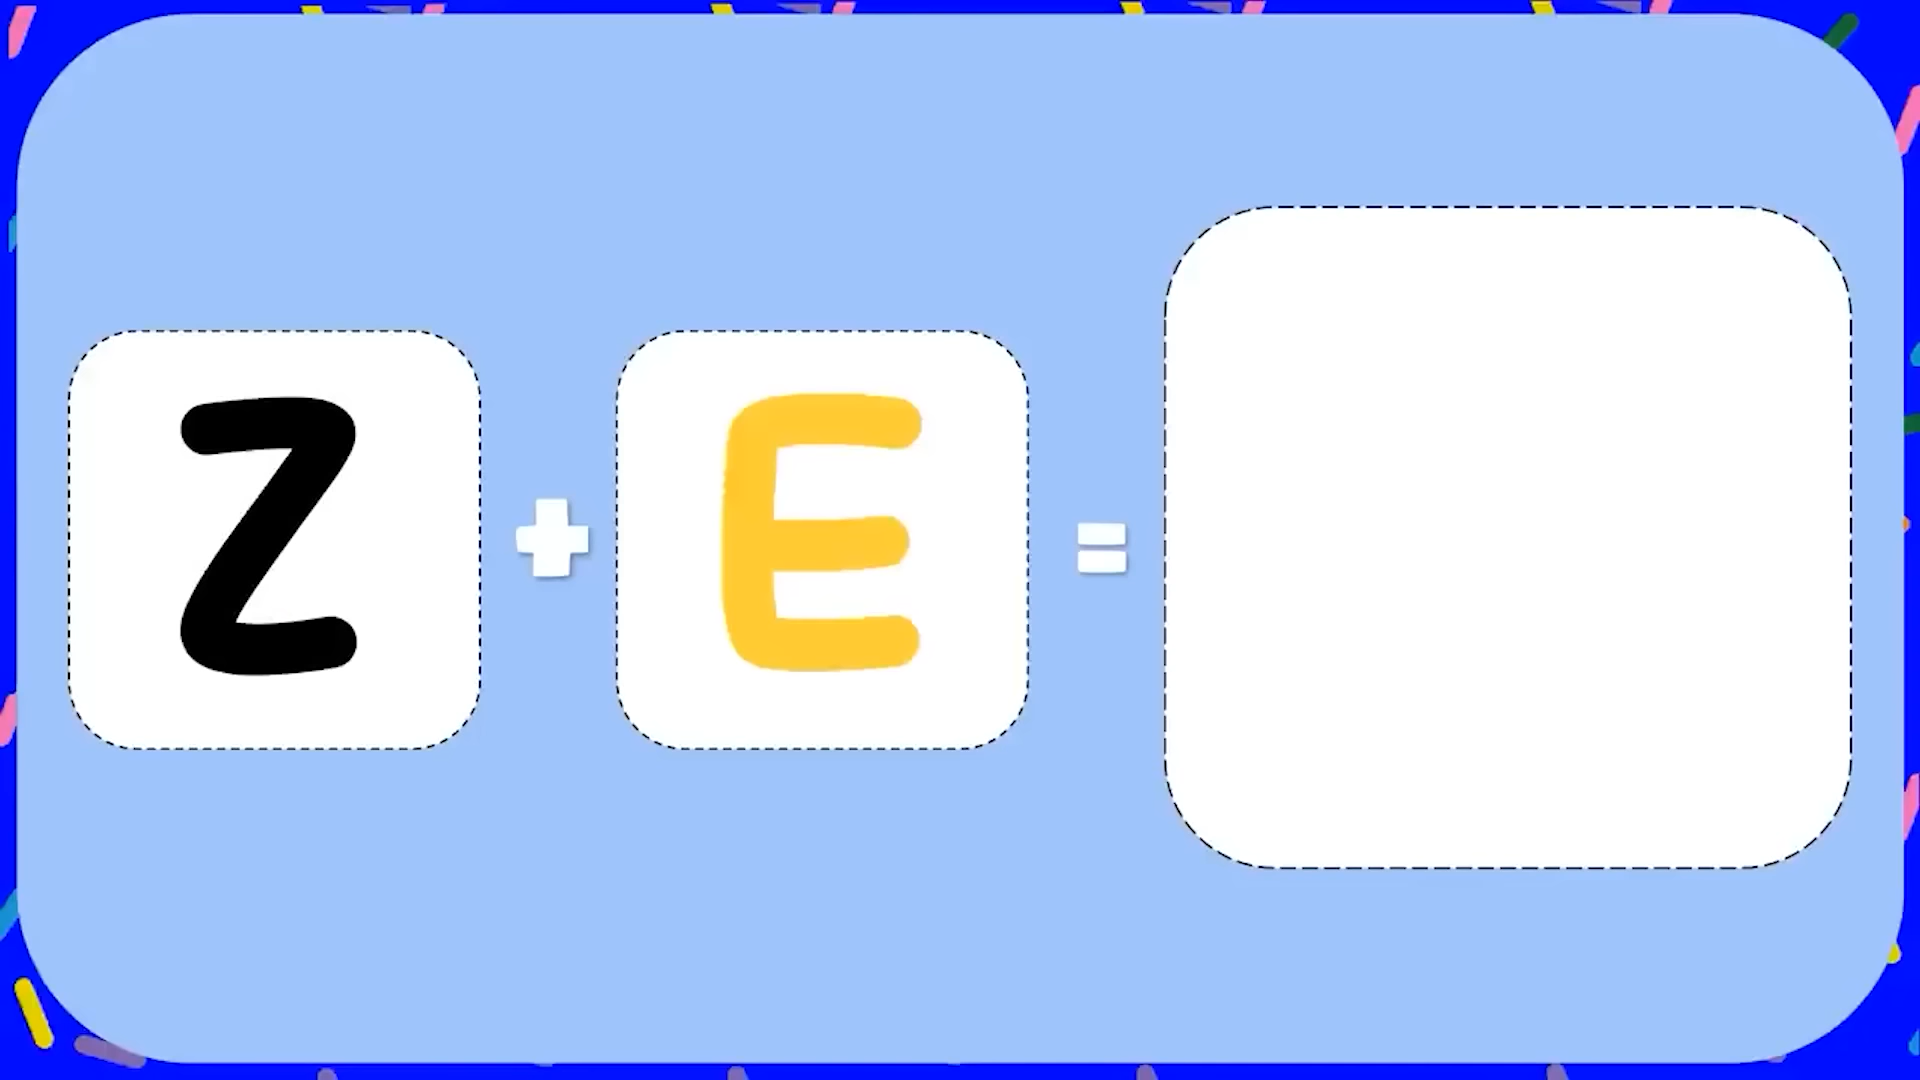 Z + E =